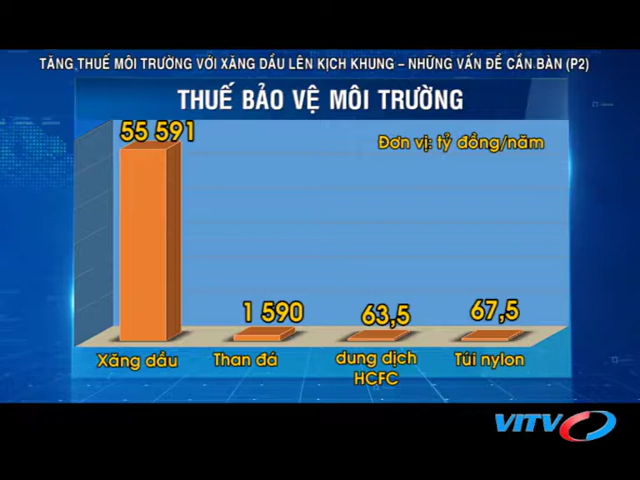 TĂNG THUẾ MÔI TRƯỜNG VỚI XĂNG DẦU LÊN KỊCH KHUNG – NHỮNG VẤN ĐỀ CẦN BÀN (P2)
THUẾ BẢO VỆ MÔI TRƯỜNG
Đơn vị: tỷ đồng/năm
55 591
1 590
63,5
67,5
Xăng dầu
Than đá
dung dịch
HCFC
Túi nylon
VITV